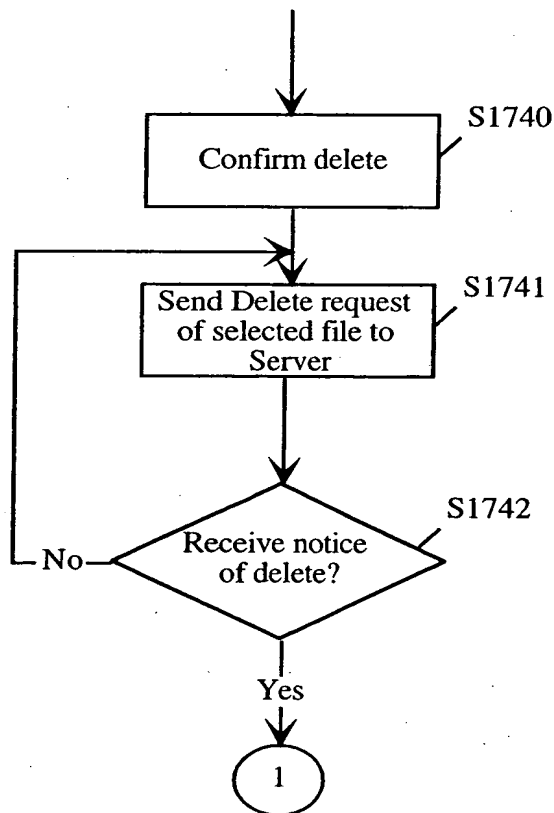 S1740
Confirm delete
S1741
Send Delete request
of selected file to
Server
S1742
Receive notice
of delete?
No
Yes
1